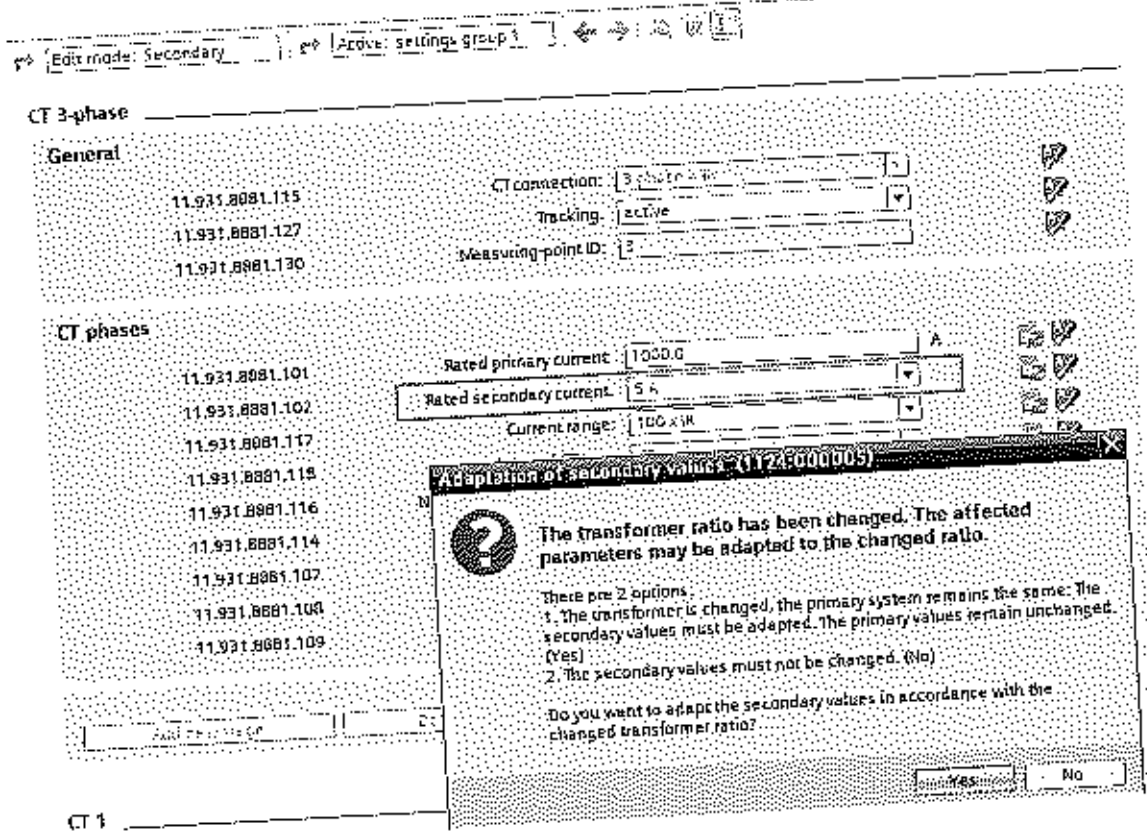 Edit mode: Secondary
Active: settings group 1
CT 3-phase
General
11.931.8881.115 CT connection: 3-phase
11.931.8881.127 Tracking: active
11.931.8881.130 Measuring-point ID: 3
CT phases
11.931.8881.101 Rated primary current: 1000.0 A
11.931.8881.102 Rated secondary current: 5 A
11.931.8881.117 Current range: 100 x IR
11.931.8881.118
11.931.8881.116 N
11.931.8881.114
11.931.8881.107
11.931.8881.108
11.931.8881.109
Adaptation of secondary values (1124:000005)
The transformer ratio has been changed. The affected
parameters may be adapted to the changed ratio.
There are 2 options:
1. The transformer is changed, the primary system remains the same: The
secondary values must be adapted. The primary values remain unchanged.
(Yes)
2. The secondary values must not be changed. (No)
Do you want to adapt the secondary values in accordance with the
changed transformer ratio?
Yes No
CT 1